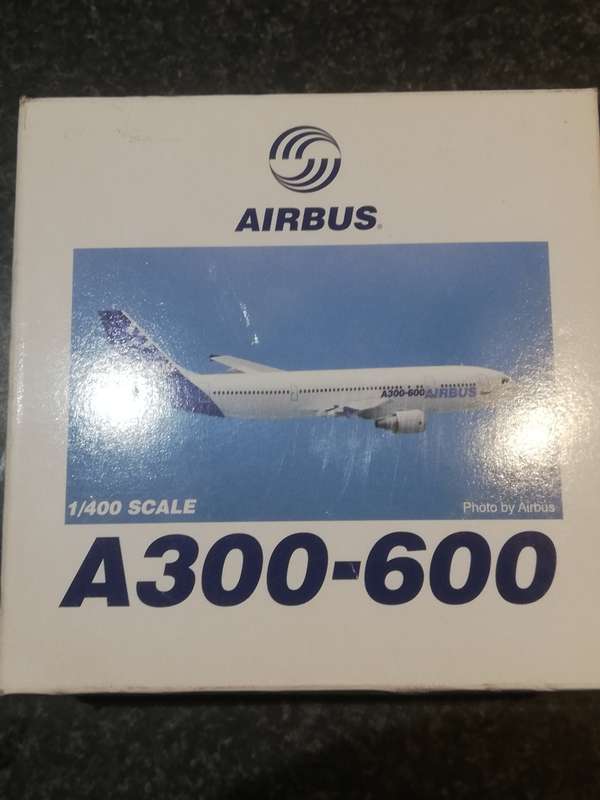 AIRBUS®
A300-600 AIRBUS
1/400 SCALE
Photo by Airbus
A300-600